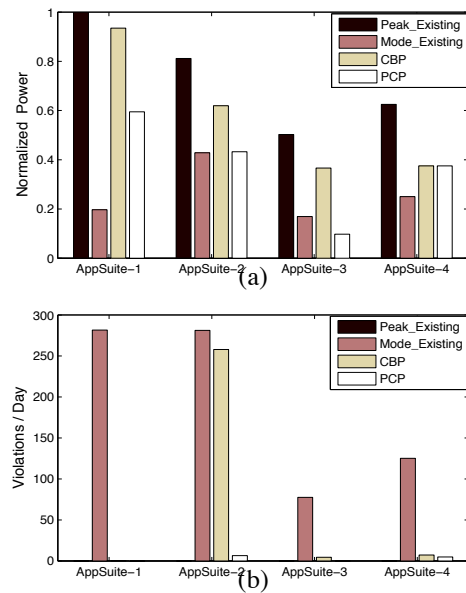 1
0.8
0.6
0.4
0.2
0
Normalized Power
Peak_Existing
Mode_Existing
CBP
PCP
AppSuite-1 AppSuite-2 AppSuite-3 AppSuite-4
(a)
300
250
200
150
100
50
0
Violations / Day
Peak_Existing
Mode_Existing
CBP
PCP
AppSuite-1 AppSuite-2 AppSuite-3 AppSuite-4
(b)